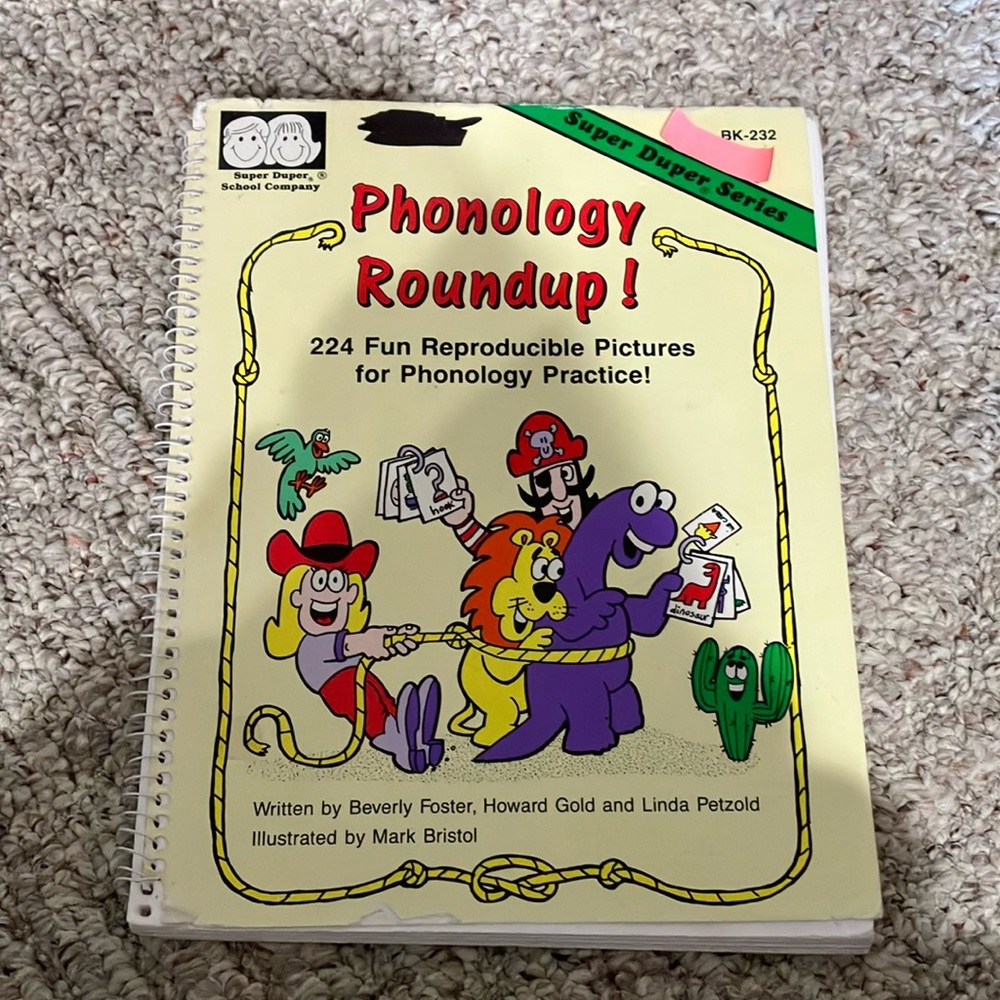 Super Duper® ®
School Company
Super Duper® Series
BK-232
Phonology
Roundup!
224 Fun Reproducible Pictures
for Phonology Practice!
hook
dinosaur
Written by Beverly Foster, Howard Gold and Linda Petzold
Illustrated by Mark Bristol